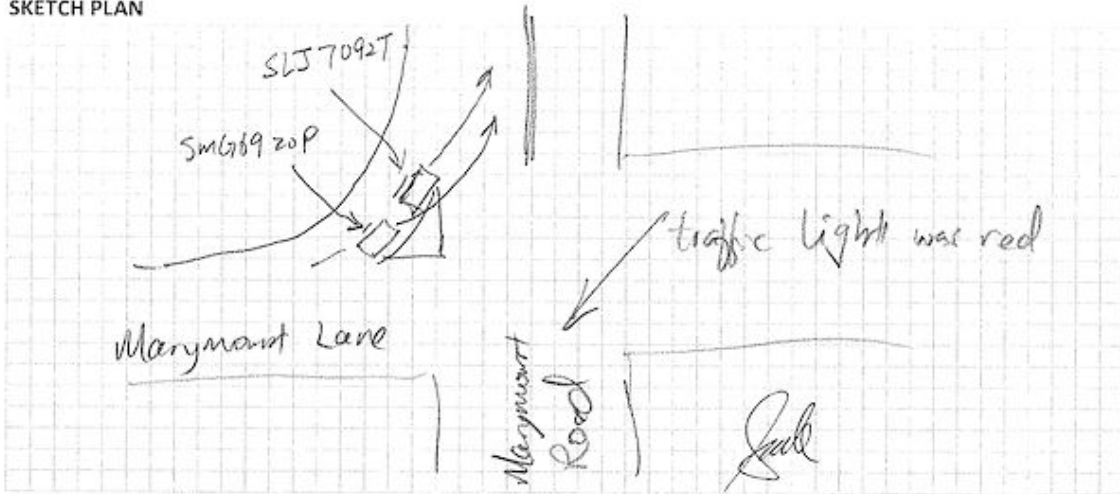 SKETCH PLAN
SLJ7092T
SMG6920P
traffic light was red
Marymount Lane
Marymount
Road